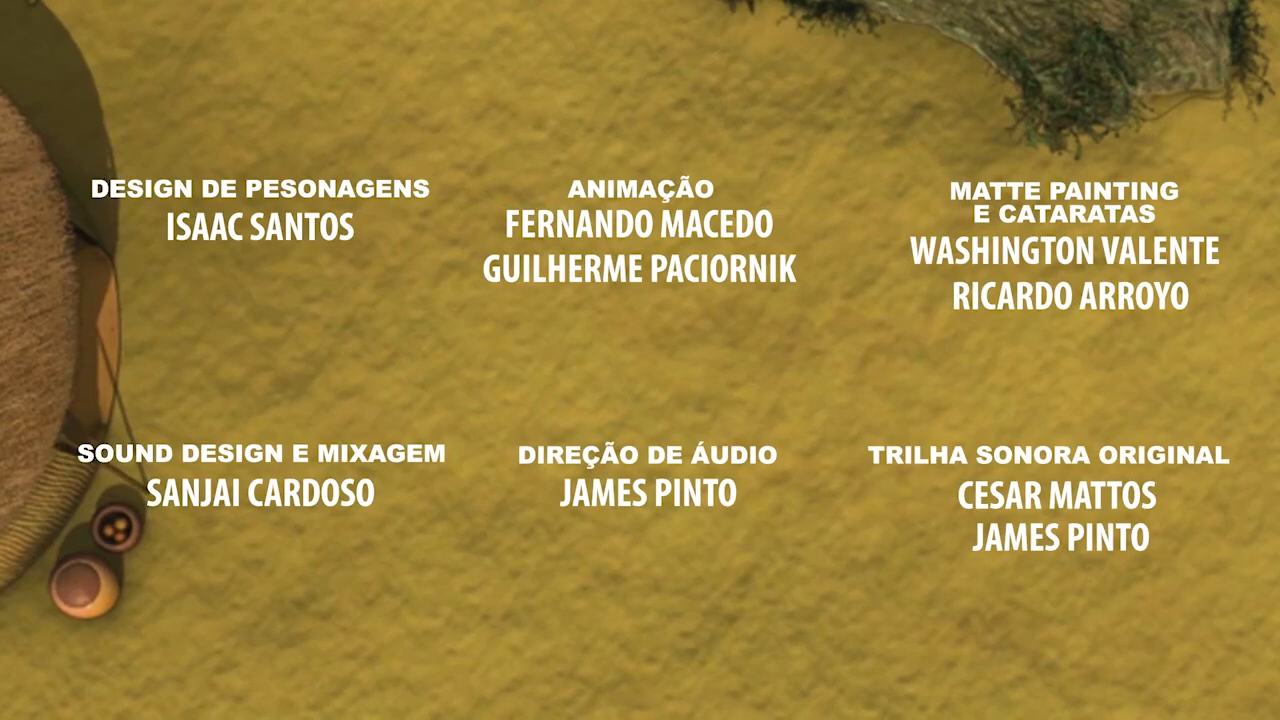 DESIGN DE PESONAGENS
ISAAC SANTOS
ANIMAÇÃO
FERNANDO MACEDO
GUILHERME PACIORNIK
MATTE PAINTING
E CATARATAS
WASHINGTON VALENTE
RICARDO ARROYO
SOUND DESIGN E MIXAGEM
SANJAI CARDOSO
DIREÇÃO DE ÁUDIO
JAMES PINTO
TRILHA SONORA ORIGINAL
CESAR MATTOS
JAMES PINTO